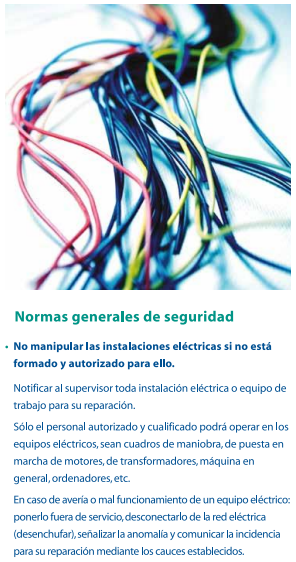 Normas generales de seguridad
• No manipular las instalaciones eléctricas si no está
formado y autorizado para ello.
Notificar al supervisor toda instalación eléctrica o equipo de
trabajo para su reparación.
Sólo el personal autorizado y cualificado podrá operar en los
equipos eléctricos, sean cuadros de maniobra, de puesta en
marcha de motores, de transformadores, máquina en
general, ordenadores, etc.
En caso de avería o mal funcionamiento de un equipo eléctrico:
ponerlo fuera de servicio, desconectarlo de la red eléctrica
(desenchufar), señalizar la anomalía y comunicar la incidencia
para su reparación mediante los cauces establecidos.